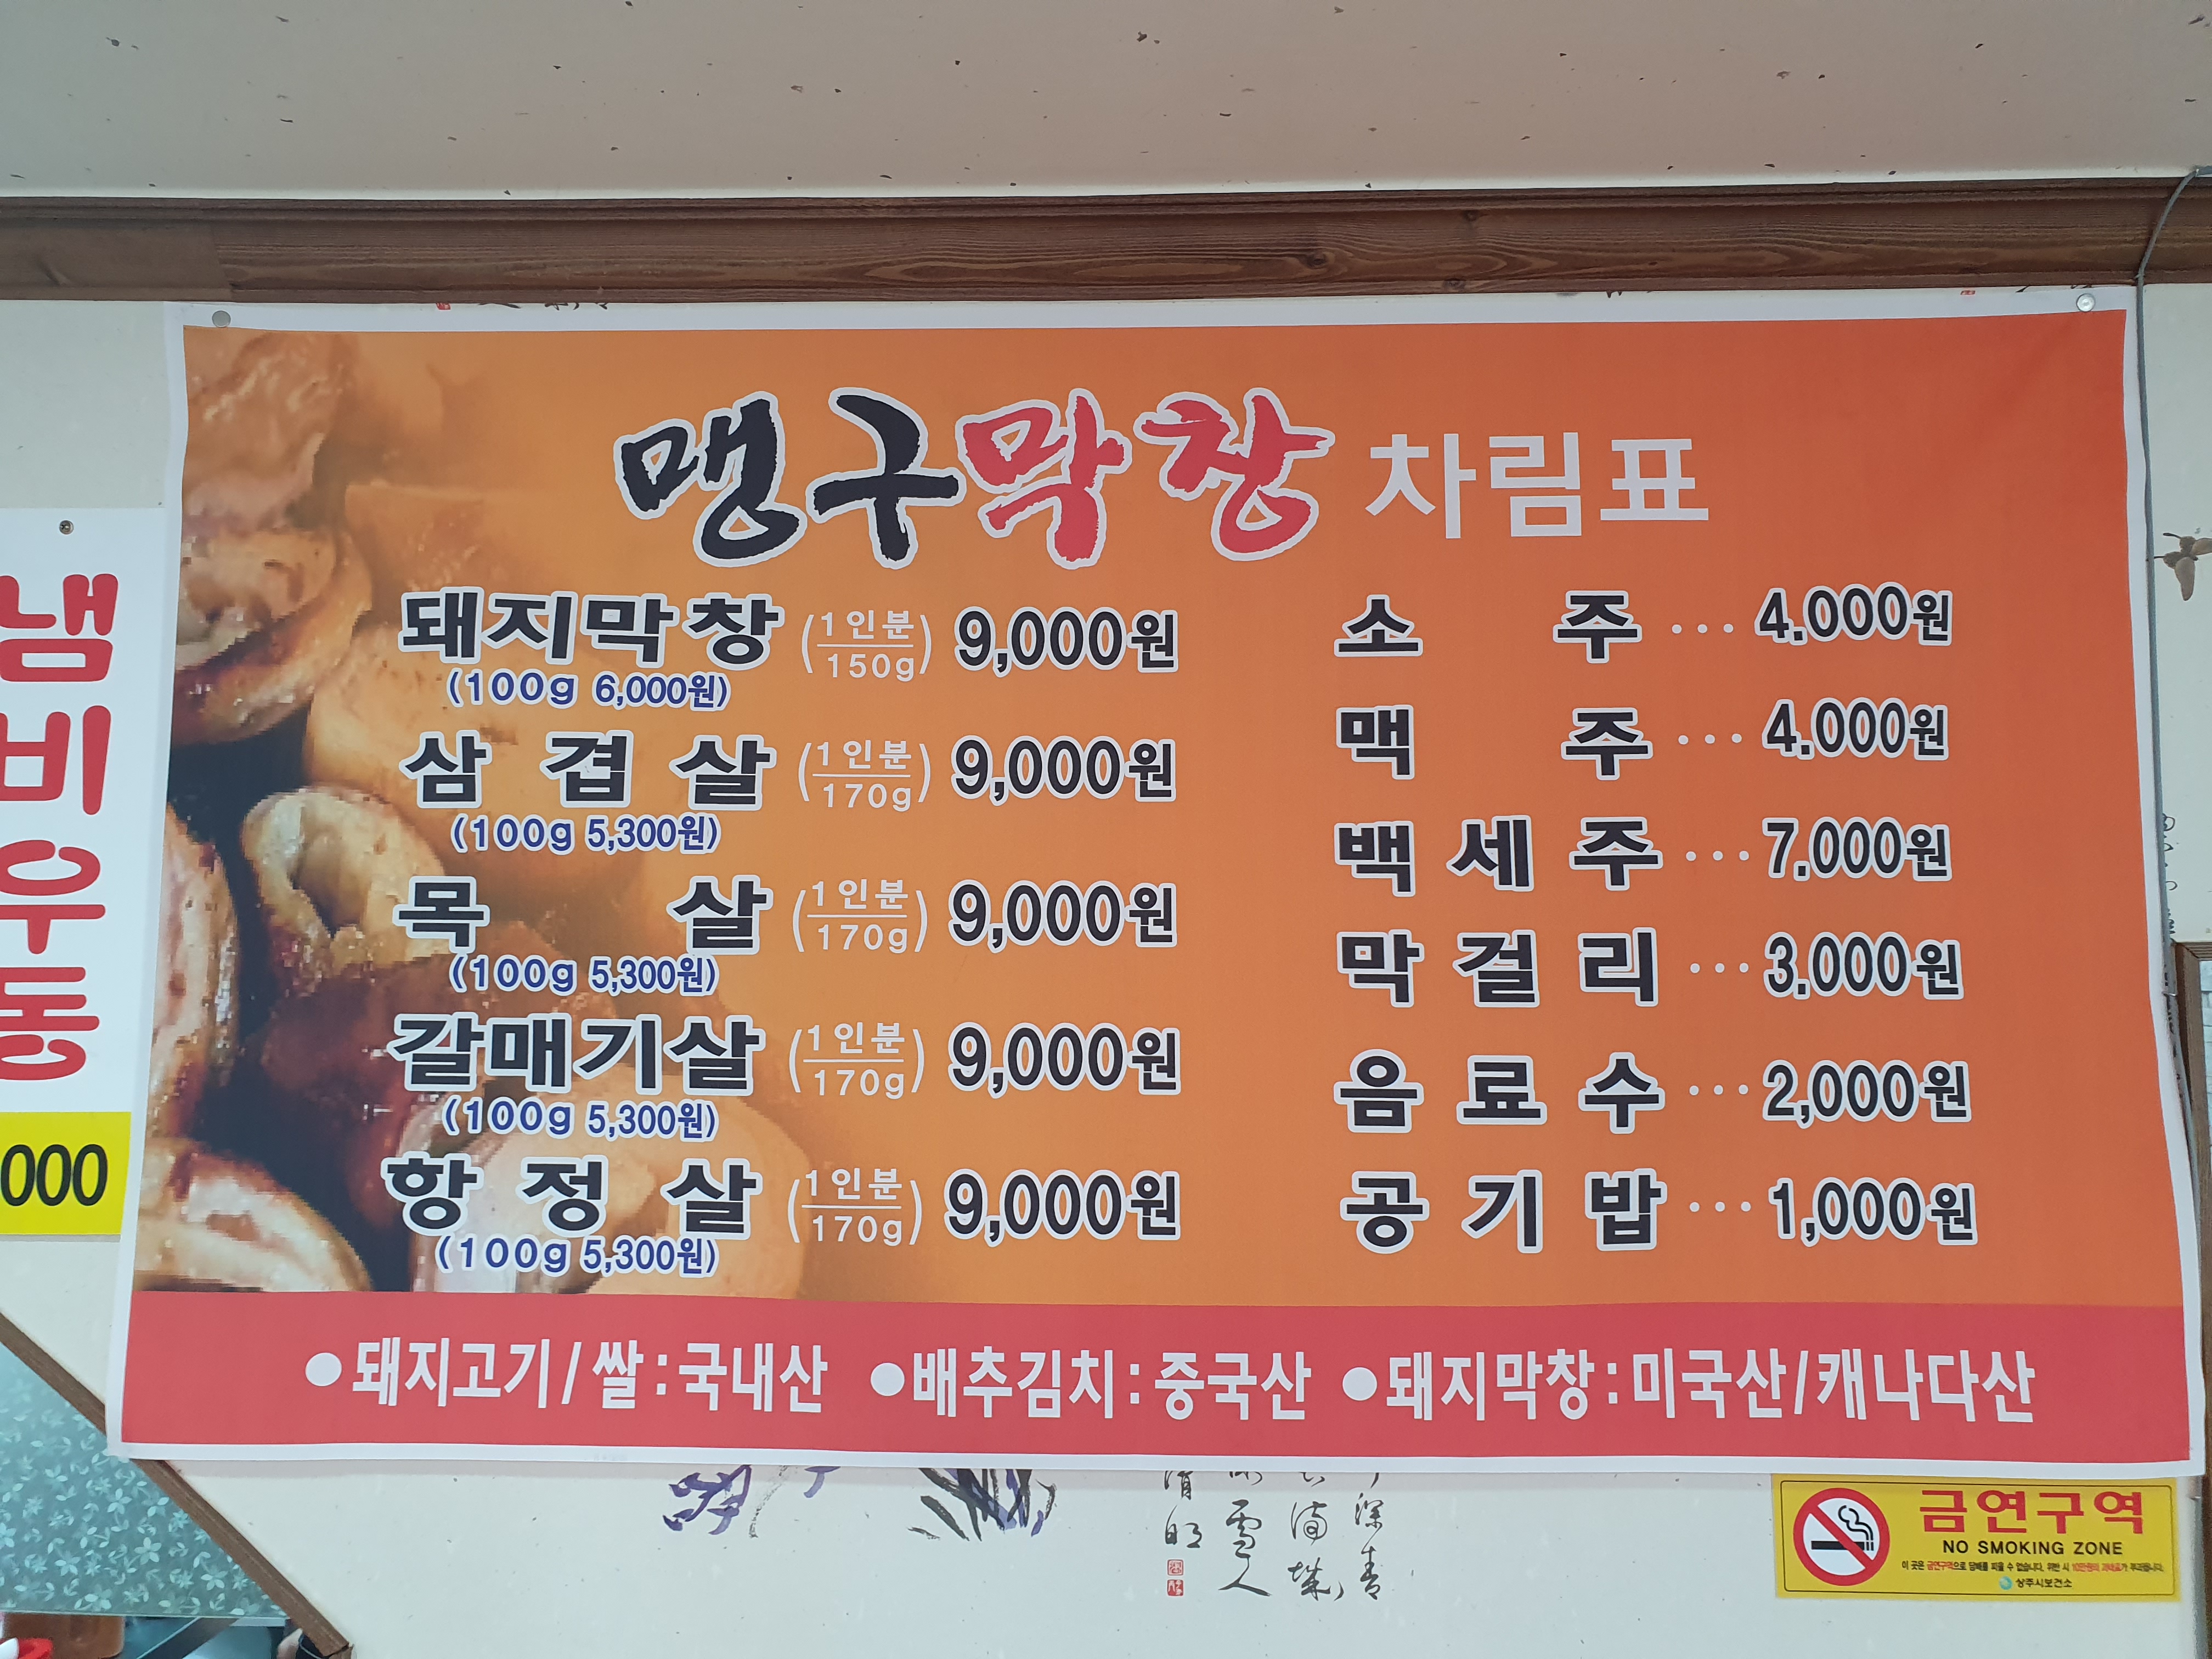 맹구막창 차림표
돼지막창 (1인분/150g) 9,000원
(100g 6,000원)
삼겹살 (1인분/170g) 9,000원
(100g 5,300원)
목살 (1인분/170g) 9,000원
(100g 5,300원)
갈매기살 (1인분/170g) 9,000원
(100g 5,300원)
항정살 (1인분/170g) 9,000원
(100g 5,300원)
소주 ··· 4.000원
맥주 ··· 4.000원
백세주 ··· 7.000원
막걸리 ··· 3.000원
음료수 ··· 2,000원
공기밥 ··· 1,000원
●돼지고기/쌀:국내산 ●배추김치:중국산 ●돼지막창:미국산/캐나다산
냄비우동
000
금연구역
NO SMOKING ZONE
상주시보건소